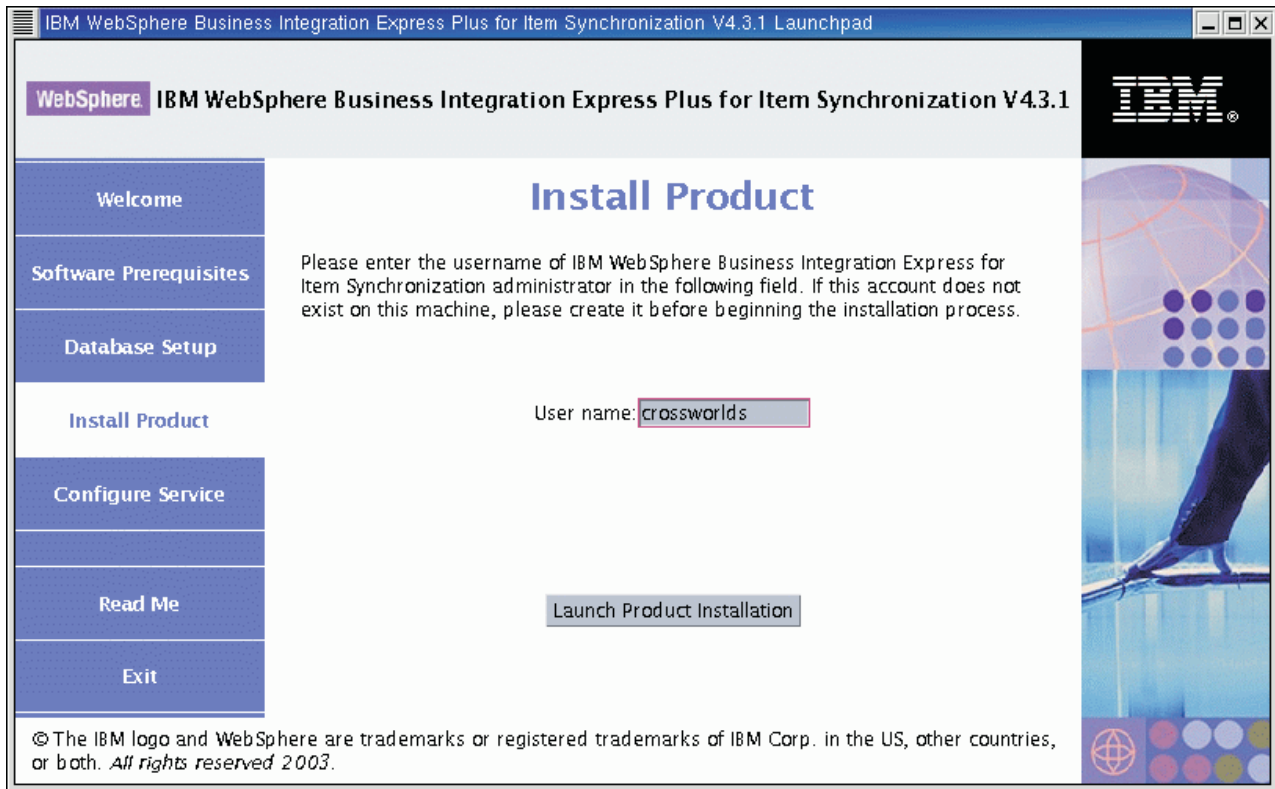 IBM WebSphere Business Integration Express Plus for Item Synchronization V4.3.1 Launchpad
WebSphere. IBM WebSphere Business Integration Express Plus for Item Synchronization V4.3.1
IBM®
Welcome
Software Prerequisites
Database Setup
Install Product
Configure Service
Read Me
Exit
Install Product
Please enter the username of IBM WebSphere Business Integration Express for
Item Synchronization administrator in the following field. If this account does not
exist on this machine, please create it before beginning the installation process.
User name: crossworlds
Launch Product Installation
© The IBM logo and WebSphere are trademarks or registered trademarks of IBM Corp. in the US, other countries,
or both. All rights reserved 2003.